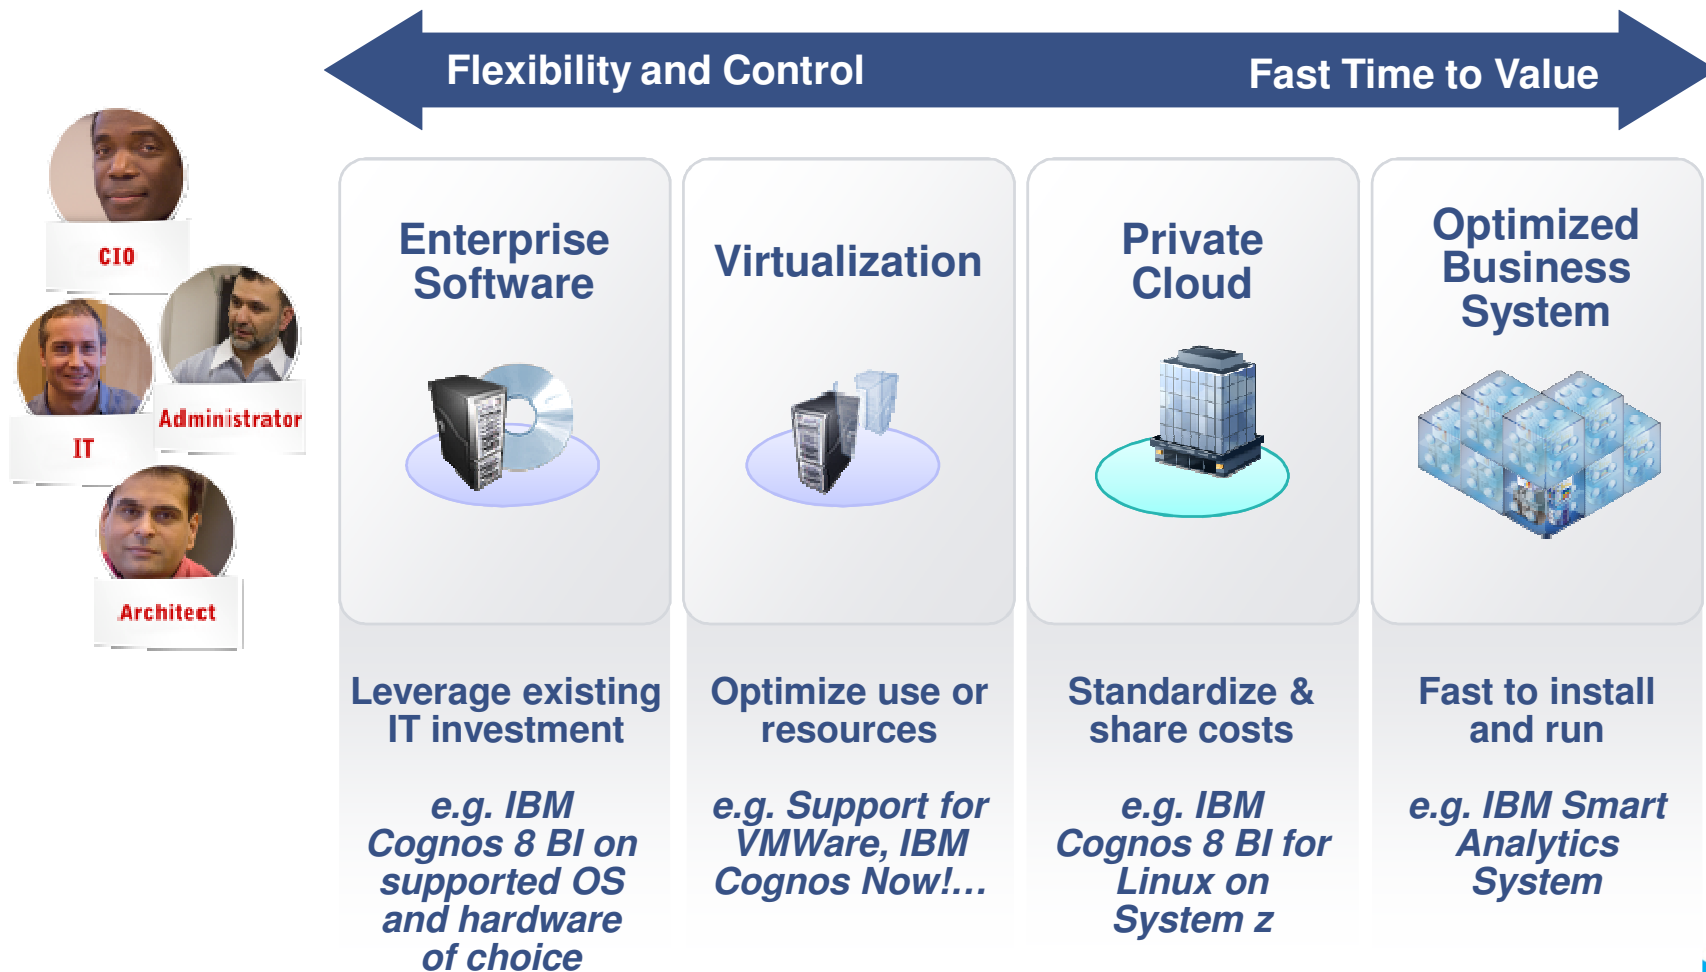 Flexibility and Control
Fast Time to Value
CIO
Administrator
IT
Architect
Enterprise
Software
Virtualization
Private
Cloud
Optimized
Business
System
Leverage existing
IT investment
e.g. IBM
Cognos 8 BI on
supported OS
and hardware
of choice
Optimize use or
resources
e.g. Support for
VMWare, IBM
Cognos Now!...
Standardize &
share costs
e.g. IBM
Cognos 8 BI for
Linux on
System z
Fast to install
and run
e.g. IBM Smart
Analytics
System